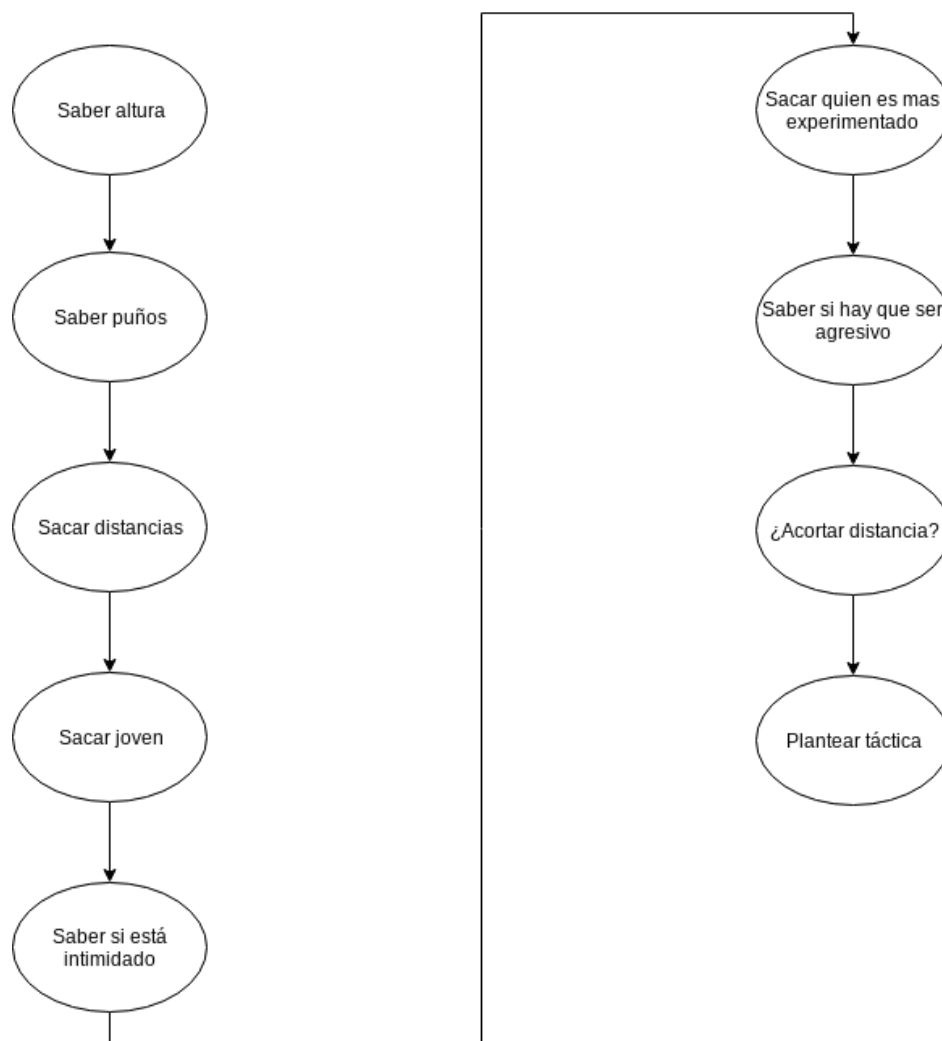 Saber altura
Saber puños
Sacar distancias
Sacar joven
Saber si está
intimidado
Sacar quien es mas
experimentado
Saber si hay que ser
agresivo
¿Acortar distancia?
Plantear táctica